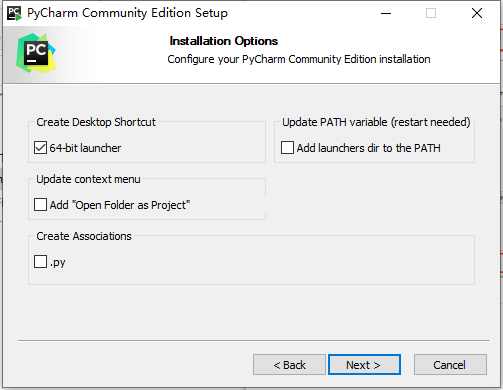 PyCharm Community Edition Setup
PC
PC
Installation Options
Configure your PyCharm Community Edition installation
Create Desktop Shortcut
64-bit launcher
Update PATH variable (restart needed)
Add launchers dir to the PATH
Update context menu
Add "Open Folder as Project"
Create Associations
.py
< Back
Next >
Cancel